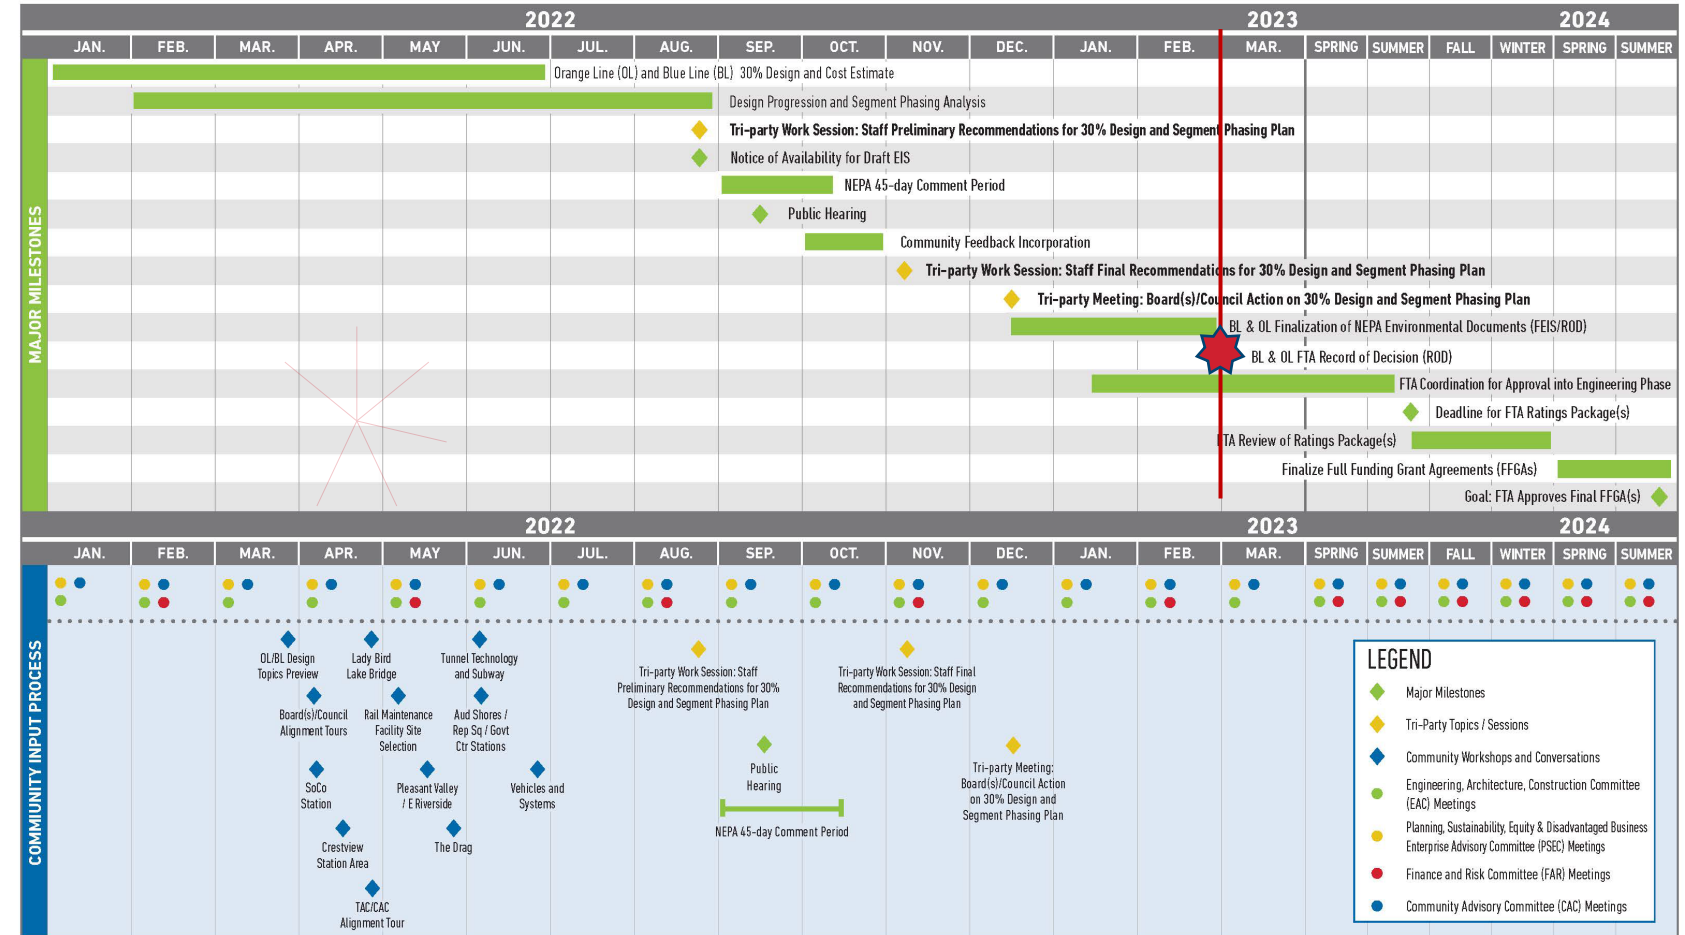 2022 2023 2024
JAN. FEB. MAR. APR. MAY JUN. JUL. AUG. SEP. OCT. NOV. DEC. JAN. FEB. MAR. SPRING SUMMER FALL WINTER SPRING SUMMER
MAJOR MILESTONES
Orange Line (OL) and Blue Line (BL) 30% Design and Cost Estimate
Design Progression and Segment Phasing Analysis
Tri-party Work Session: Staff Preliminary Recommendations for 30% Design and Segment Phasing Plan
Notice of Availability for Draft EIS
NEPA 45-day Comment Period
Public Hearing
Community Feedback Incorporation
Tri-party Work Session: Staff Final Recommendations for 30% Design and Segment Phasing Plan
Tri-party Meeting: Board(s)/Council Action on 30% Design and Segment Phasing Plan
BL & OL Finalization of NEPA Environmental Documents (FEIS/ROD)
BL & OL FTA Record of Decision (ROD)
FTA Coordination for Approval into Engineering Phase
Deadline for FTA Ratings Package(s)
FTA Review of Ratings Package(s)
Finalize Full Funding Grant Agreements (FFGAs)
Goal: FTA Approves Final FFGA(s)
2022 2023 2024
JAN. FEB. MAR. APR. MAY JUN. JUL. AUG. SEP. OCT. NOV. DEC. JAN. FEB. MAR. SPRING SUMMER FALL WINTER SPRING SUMMER
COMMUNITY INPUT PROCESS
OL/BL Design
Topics Preview
Board(s)/Council
Alignment Tours
SoCo
Station
Crestview
Station Area
TAC/CAC
Alignment Tour
Lady Bird
Lake Bridge
Rail Maintenance
Facility Site
Selection
Pleasant Valley
/ E Riverside
The Drag
Tunnel Technology
and Subway
Aud Shores /
Rep Sq / Govt
Ctr Stations
Vehicles and
Systems
Tri-party Work Session: Staff
Preliminary Recommendations for 30%
Design and Segment Phasing Plan
Public
Hearing
NEPA 45-day Comment Period
Tri-party Work Session: Staff Final
Recommendations for 30% Design
and Segment Phasing Plan
Tri-party Meeting:
Board(s)/Council Action
on 30% Design and
Segment Phasing Plan
LEGEND
Major Milestones
Tri-Party Topics / Sessions
Community Workshops and Conversations
Engineering, Architecture, Construction Committee
(EAC) Meetings
Planning, Sustainability, Equity & Disadvantaged Business
Enterprise Advisory Committee (PSEC) Meetings
Finance and Risk Committee (FAR) Meetings
Community Advisory Committee (CAC) Meetings